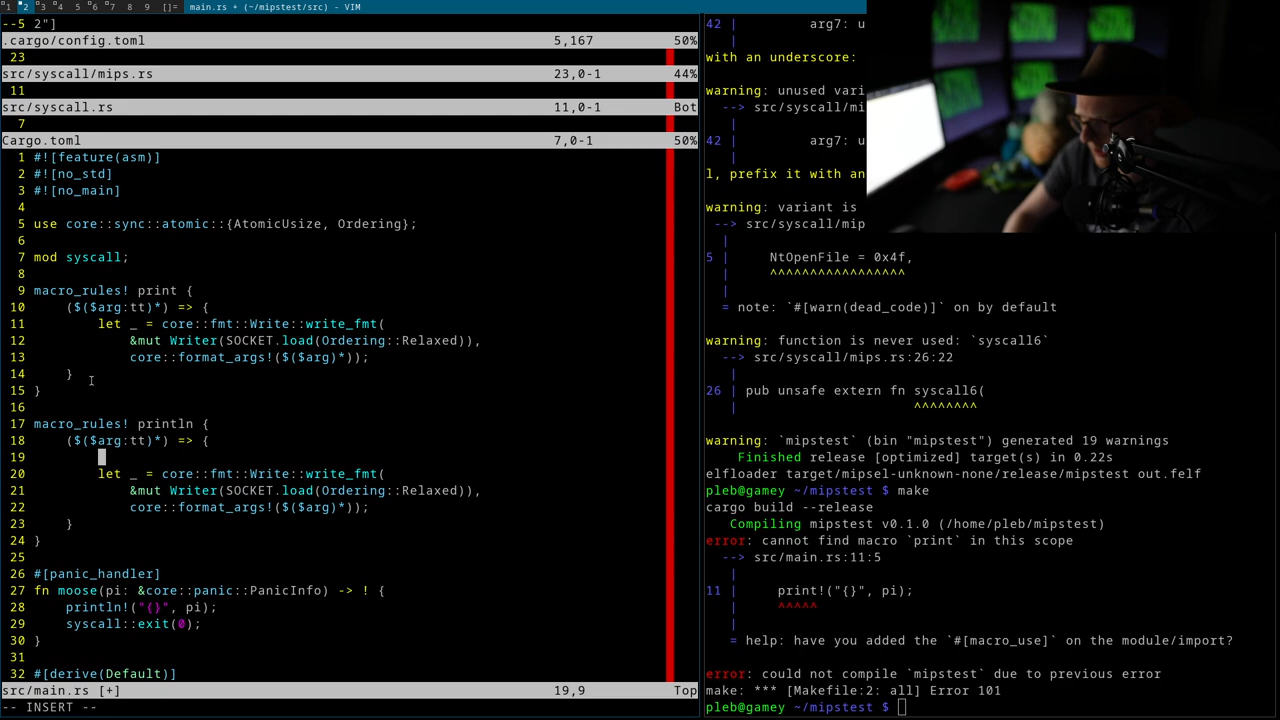 1 2 3 4 5 6 7 8 9 []= main.rs + (~/mipstest/src) - VIM
--5 2"]
.cargo/config.toml 5,167 50%
23
src/syscall/mips.rs 23,0-1 44%
11
src/syscall.rs 11,0-1 Bot
7
Cargo.toml 7,0-1 50%
1 #![feature(asm)]
2 #![no_std]
3 #![no_main]
4
5 use core::sync::atomic::{AtomicUsize, Ordering};
6
7 mod syscall;
8
9 macro_rules! print {
10     ($($arg:tt)*) => {
11         let _ = core::fmt::Write::write_fmt(
12             &mut Writer(SOCKET.load(Ordering::Relaxed)),
13             core::format_args!($($arg)*));
14     }
15 }
16
17 macro_rules! println {
18     ($($arg:tt)*) => {
19
20         let _ = core::fmt::Write::write_fmt(
21             &mut Writer(SOCKET.load(Ordering::Relaxed)),
22             core::format_args!($($arg)*));
23     }
24 }
25
26 #[panic_handler]
27 fn moose(pi: &core::panic::PanicInfo) -> ! {
28     println!("{}", pi);
29     syscall::exit(0);
30 }
31
32 #[derive(Default)]
src/main.rs [+] 19,9 Top
-- INSERT --
42 |         arg7: u
|
with an underscore:
warning: unused vari
--> src/syscall/mi
|
42 |         arg7: u
|
l, prefix it with an
warning: variant is
--> src/syscall/mip
|
5 |     NtOpenFile = 0x4f,
|     ^^^^^^^^^^^^^^^^^
|
= note: `#[warn(dead_code)]` on by default
warning: function is never used: `syscall6`
--> src/syscall/mips.rs:26:22
|
26 | pub unsafe extern fn syscall6(
|                      ^^^^^^^^
warning: `mipstest` (bin "mipstest") generated 19 warnings
Finished release [optimized] target(s) in 0.22s
elfloader target/mipsel-unknown-none/release/mipstest out.felf
pleb@gamey ~/mipstest $ make
cargo build --release
Compiling mipstest v0.1.0 (/home/pleb/mipstest)
error: cannot find macro `print` in this scope
--> src/main.rs:11:5
|
11 |     print!("{}", pi);
|     ^^^^^
|
= help: have you added the `#[macro_use]` on the module/import?
error: could not compile `mipstest` due to previous error
make: *** [Makefile:2: all] Error 101
pleb@gamey ~/mipstest $